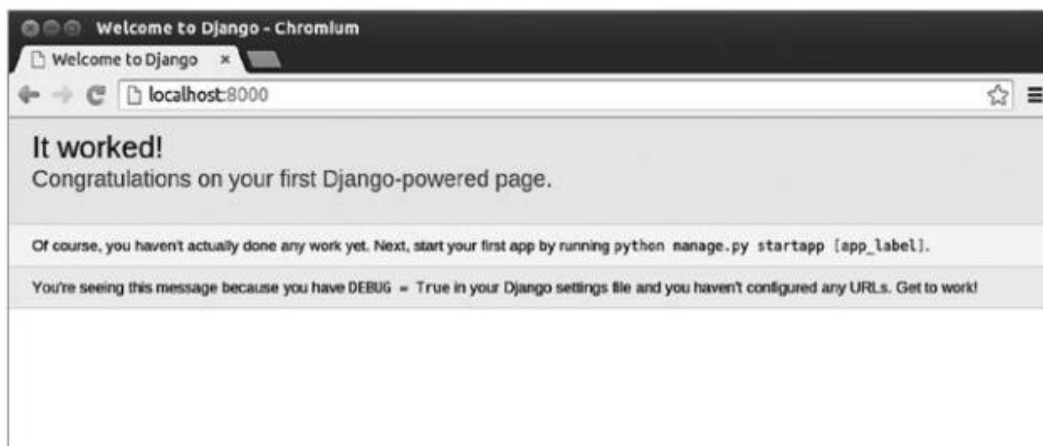 Welcome to Django - Chromium
Welcome to Django ×
localhost:8000
It worked!
Congratulations on your first Django-powered page.
Of course, you haven't actually done any work yet. Next, start your first app by running python manage.py startapp [app_label].
You're seeing this message because you have DEBUG = True in your Django settings file and you haven't configured any URLs. Get to work!